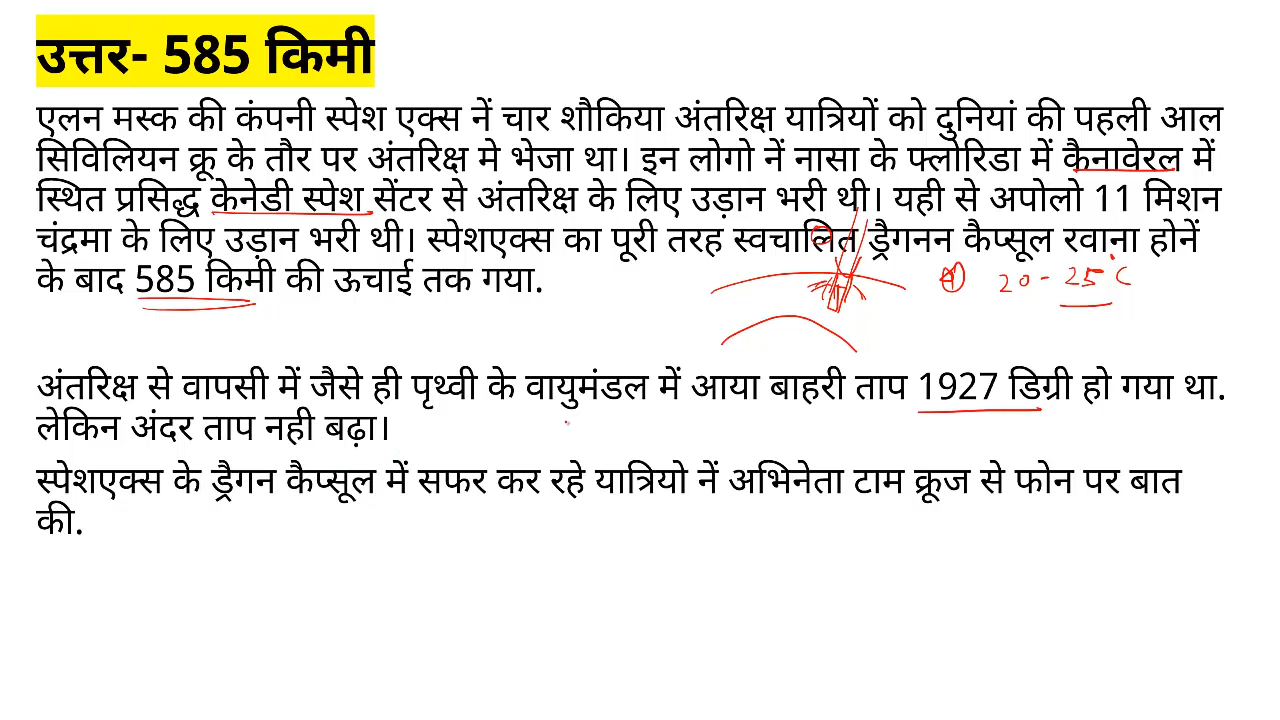 उत्तर- 585 किमी
एलन मस्क की कंपनी स्पेश एक्स नें चार शौकिया अंतरिक्ष यात्रियों को दुनियां की पहली आल
सिविलियन क्रू के तौर पर अंतरिक्ष मे भेजा था। इन लोगो नें नासा के फ्लोरिडा में कैनावेरल में
स्थित प्रसिद्ध केनेडी स्पेश सेंटर से अंतरिक्ष के लिए उड़ान भरी थी। यही से अपोलो 11 मिशन
चंद्रमा के लिए उड़ान भरी थी। स्पेशएक्स का पूरी तरह स्वचालित ड्रैगनन कैप्सूल रवाना होनें
के बाद 585 किमी की ऊचाई तक गया.
20 - 25°C
अंतरिक्ष से वापसी में जैसे ही पृथ्वी के वायुमंडल में आया बाहरी ताप 1927 डिग्री हो गया था.
लेकिन अंदर ताप नही बढ़ा।
स्पेशएक्स के ड्रैगन कैप्सूल में सफर कर रहे यात्रियो नें अभिनेता टाम क्रूज से फोन पर बात
की.